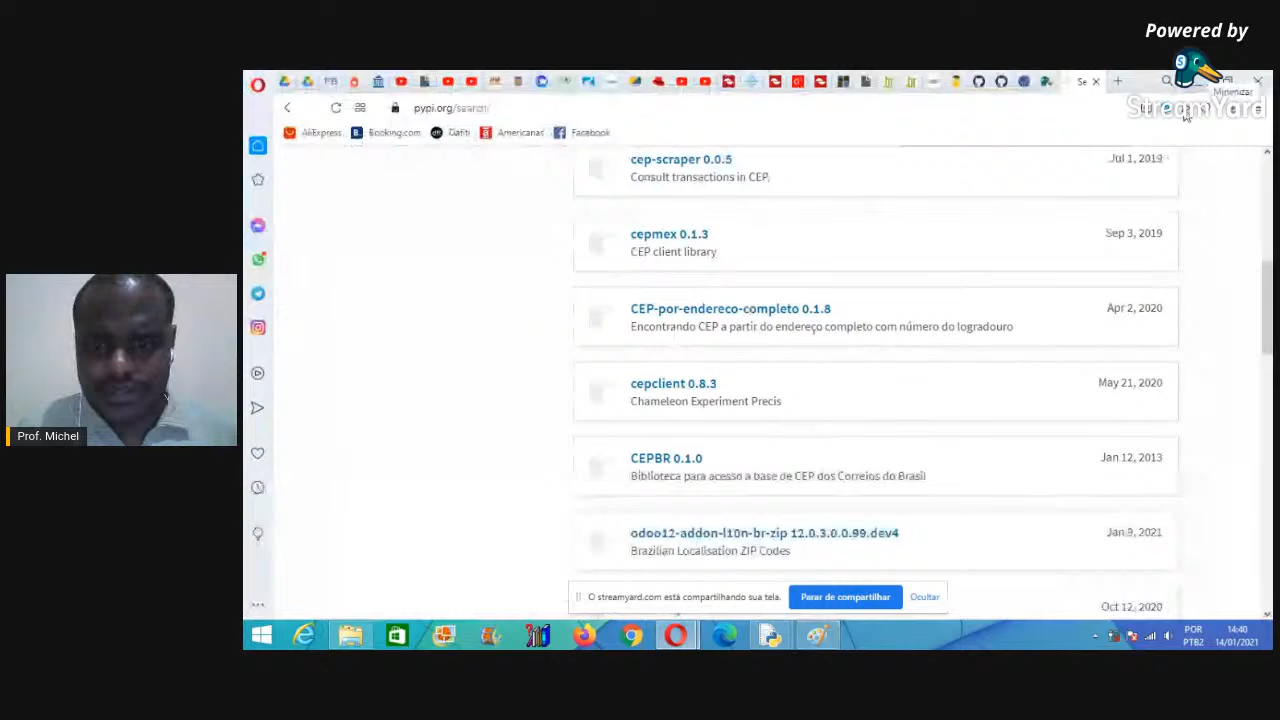 Powered by
StreamYard
Se
Minimizar
pypi.org/search/
AliExpress
Booking.com
Dafiti
Americanas
Facebook
cep-scraper 0.0.5
Jul 1, 2019
Consult transactions in CEP.
cepmex 0.1.3
Sep 3, 2019
CEP client library
CEP-por-endereco-completo 0.1.8
Apr 2, 2020
Encontrando CEP a partir do endereço completo com número do logradouro
cepclient 0.8.3
May 21, 2020
Chameleon Experiment Precis
CEPBR 0.1.0
Jan 12, 2013
Biblioteca para acesso a base de CEP dos Correios do Brasil
odoo12-addon-l10n-br-zip 12.0.3.0.0.99.dev4
Jan 9, 2021
Brazilian Localisation ZIP Codes
Oct 12, 2020
O streamyard.com está compartilhando sua tela.
Parar de compartilhar
Ocultar
Prof. Michel
POR
PTB2
14:40
14/01/2021